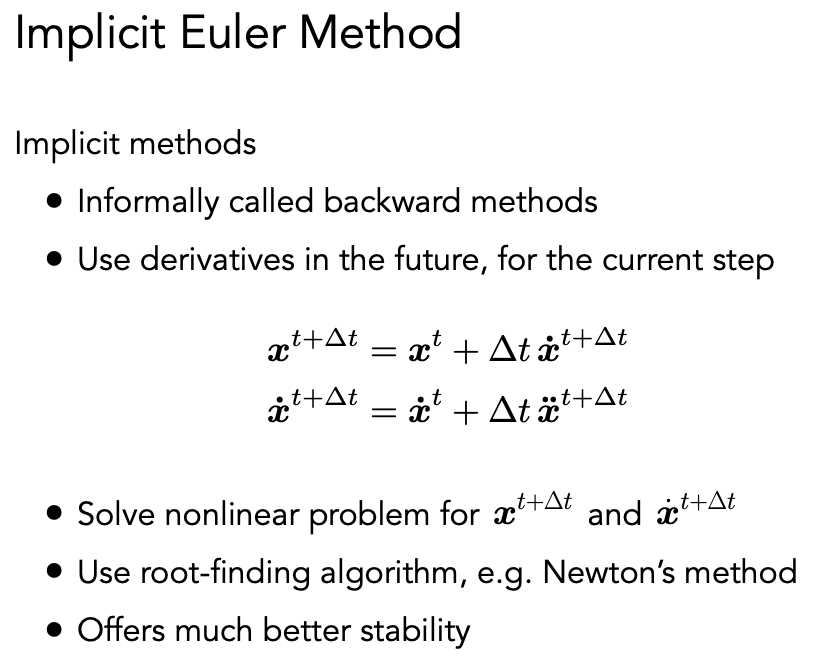 Implicit Euler Method
Implicit methods
• Informally called backward methods
• Use derivatives in the future, for the current step
$\boldsymbol{x}^{t+\Delta t} = \boldsymbol{x}^{t} + \Delta t \, \dot{\boldsymbol{x}}^{t+\Delta t}$
$\dot{\boldsymbol{x}}^{t+\Delta t} = \dot{\boldsymbol{x}}^{t} + \Delta t \, \ddot{\boldsymbol{x}}^{t+\Delta t}$
• Solve nonlinear problem for $\boldsymbol{x}^{t+\Delta t}$ and $\dot{\boldsymbol{x}}^{t+\Delta t}$
• Use root-finding algorithm, e.g. Newton’s method
• Offers much better stability